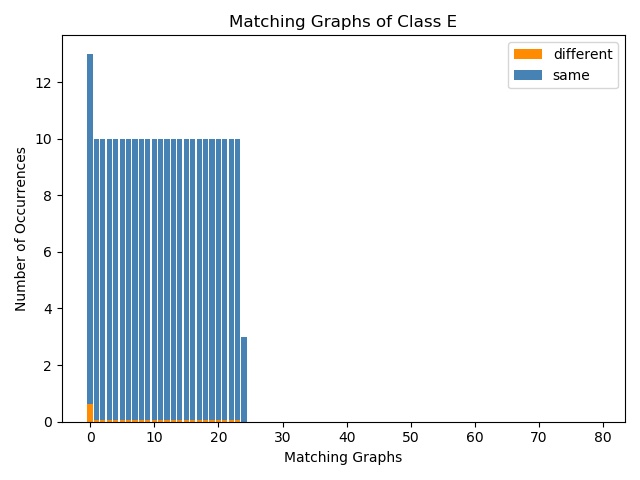 Matching Graphs of Class E
different
same
12
10
8
6
4
2
0
Number of Occurrences
0 10 20 30 40 50 60 70 80
Matching Graphs